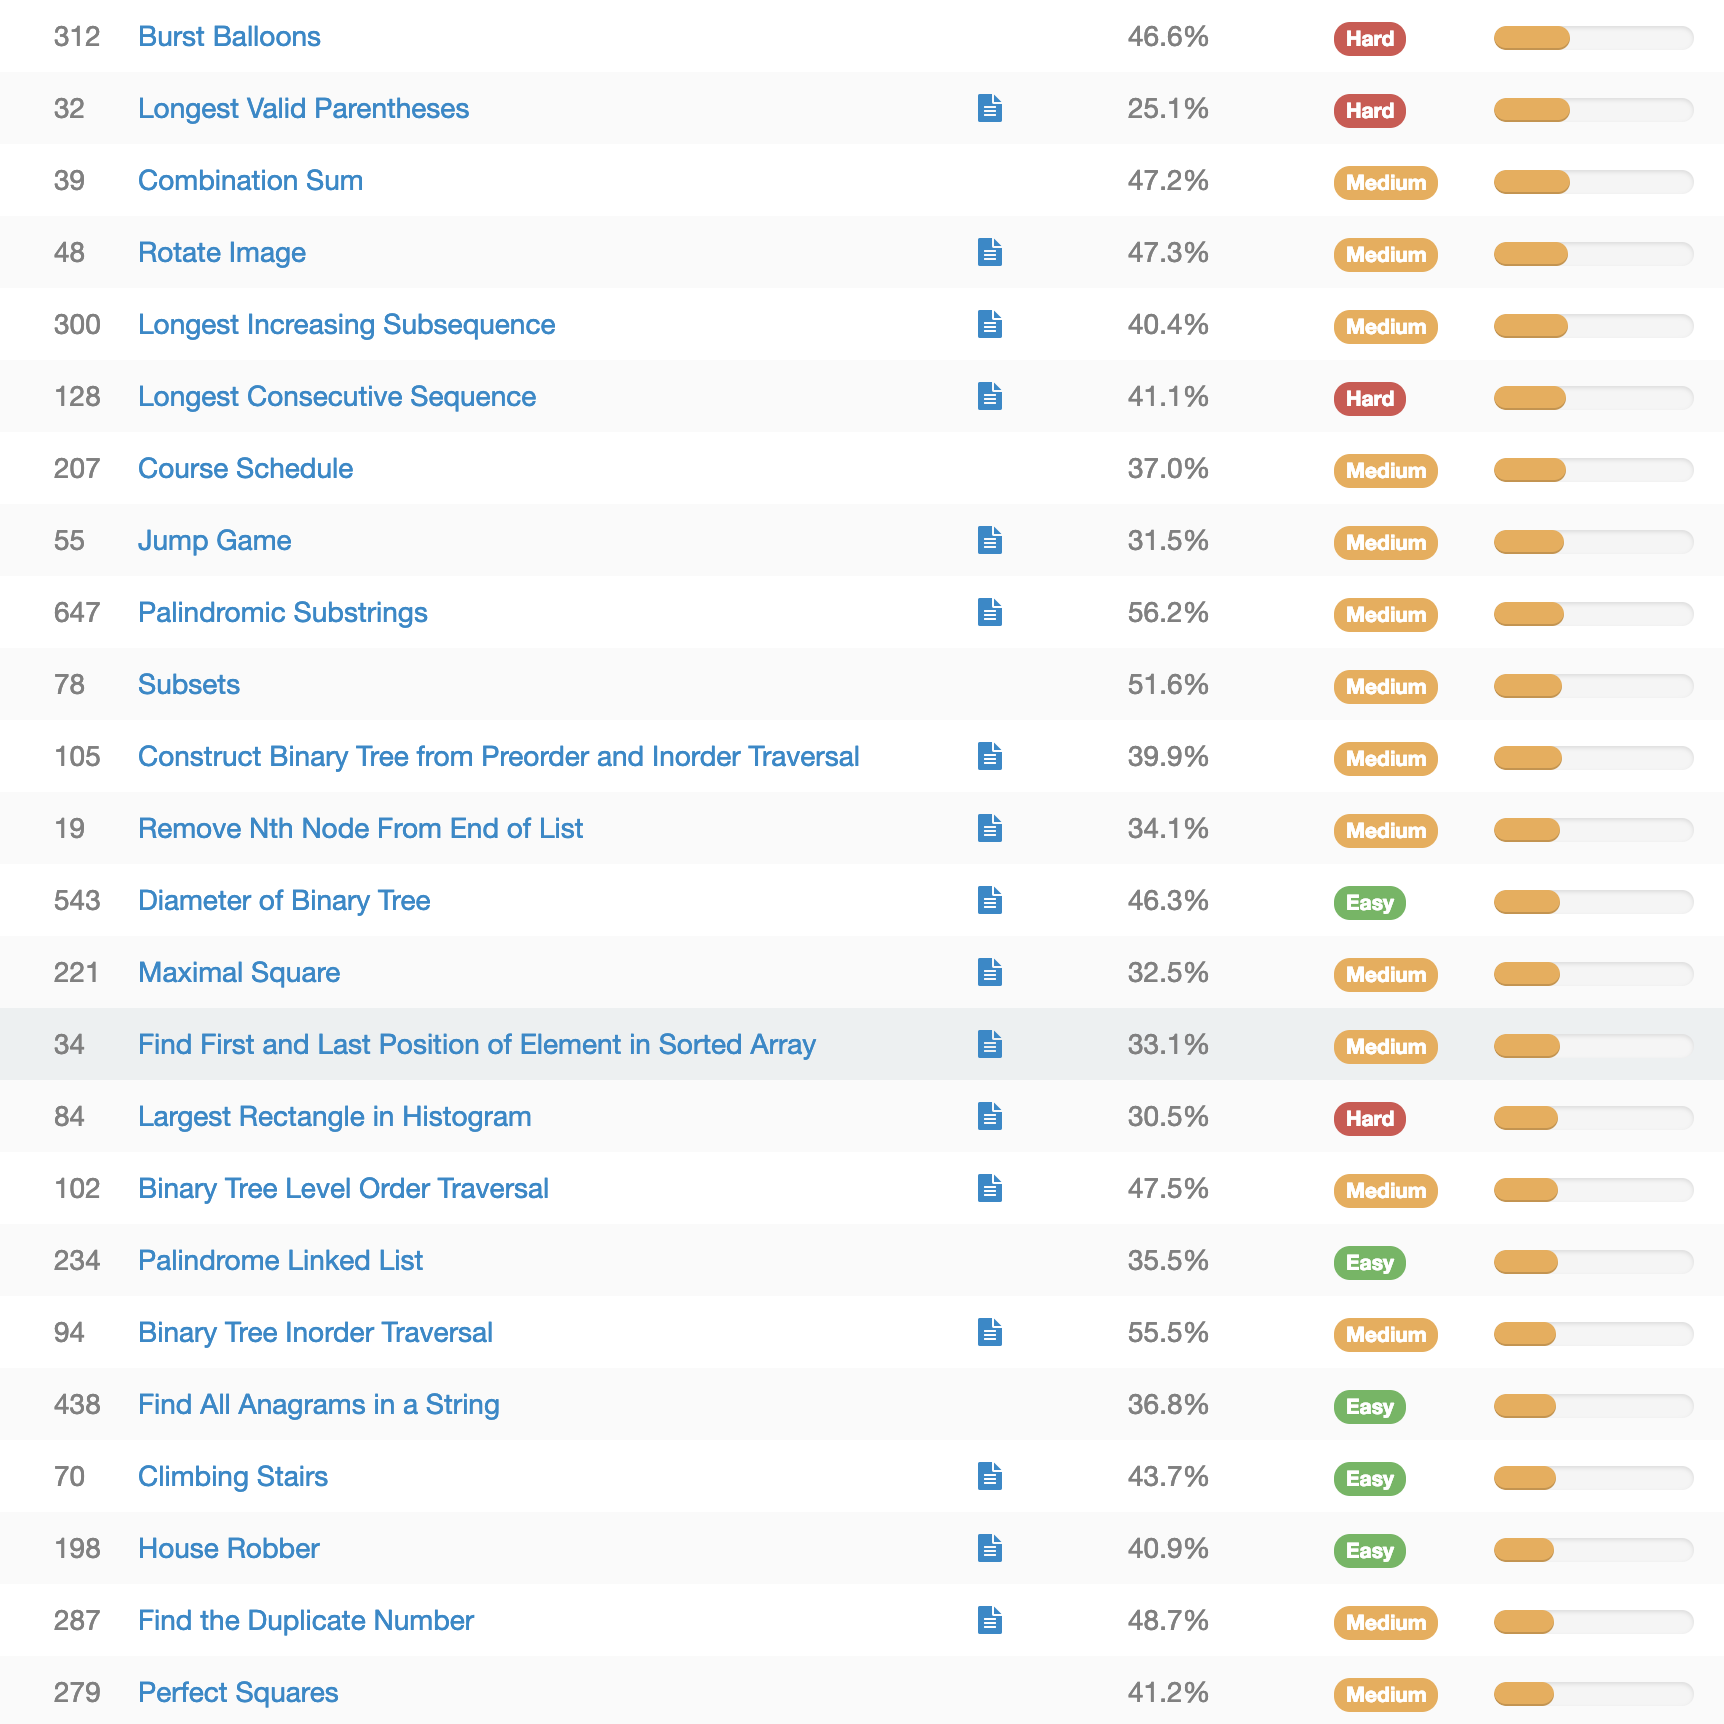 312 Burst Balloons 46.6% Hard
32 Longest Valid Parentheses 25.1% Hard
39 Combination Sum 47.2% Medium
48 Rotate Image 47.3% Medium
300 Longest Increasing Subsequence 40.4% Medium
128 Longest Consecutive Sequence 41.1% Hard
207 Course Schedule 37.0% Medium
55 Jump Game 31.5% Medium
647 Palindromic Substrings 56.2% Medium
78 Subsets 51.6% Medium
105 Construct Binary Tree from Preorder and Inorder Traversal 39.9% Medium
19 Remove Nth Node From End of List 34.1% Medium
543 Diameter of Binary Tree 46.3% Easy
221 Maximal Square 32.5% Medium
34 Find First and Last Position of Element in Sorted Array 33.1% Medium
84 Largest Rectangle in Histogram 30.5% Hard
102 Binary Tree Level Order Traversal 47.5% Medium
234 Palindrome Linked List 35.5% Easy
94 Binary Tree Inorder Traversal 55.5% Medium
438 Find All Anagrams in a String 36.8% Easy
70 Climbing Stairs 43.7% Easy
198 House Robber 40.9% Easy
287 Find the Duplicate Number 48.7% Medium
279 Perfect Squares 41.2% Medium